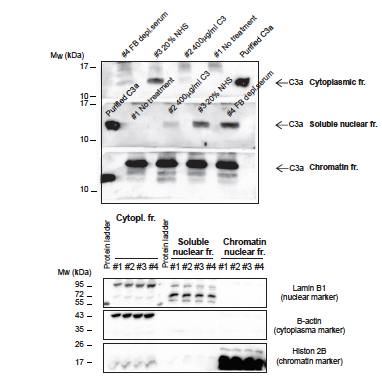 Mw (kDa)
#4 FB depl.serum
#3 20% NHS
#2 400µg/ml C3
#1 No treatment
Purified C3a
17
10
C3a Cytoplasmic fr.
Purified C3a
#1 No treatment
#2 400µg/ml C3
#3 20% NHS
#4 FB depl.serum
17
10
C3a Soluble nuclear fr.
C3a Chromatin fr.
10
Cytopl. fr.
Protein ladder
Protein ladder
Soluble
nuclear fr.
Chromatin
nuclear fr.
Mw (kDa)
#1 #2 #3 #4
#1 #2 #3 #4
#1 #2 #3 #4
95
72
55
Lamin B1
(nuclear marker)
43
35
B-actin
(cytoplasma marker)
26
17
Histon 2B
(chromatin marker)